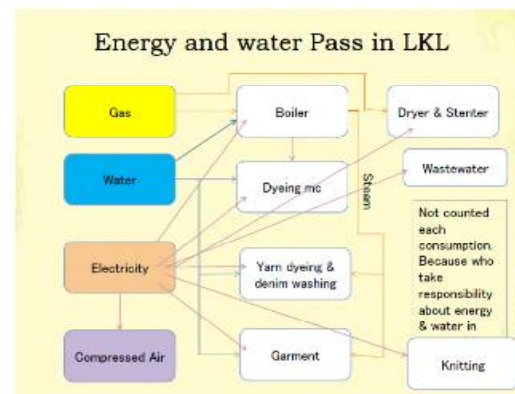 Energy and water Pass in LKL
Gas
Boiler
Dryer & Stenter
Water
Dyeing mc
Wastewater
Steam
Not counted
each
consumption.
Because who
take
responsibility
about energy
& water in
Electricity
Yarn dyeing &
denim washing
Compressed Air
Garment
Knitting